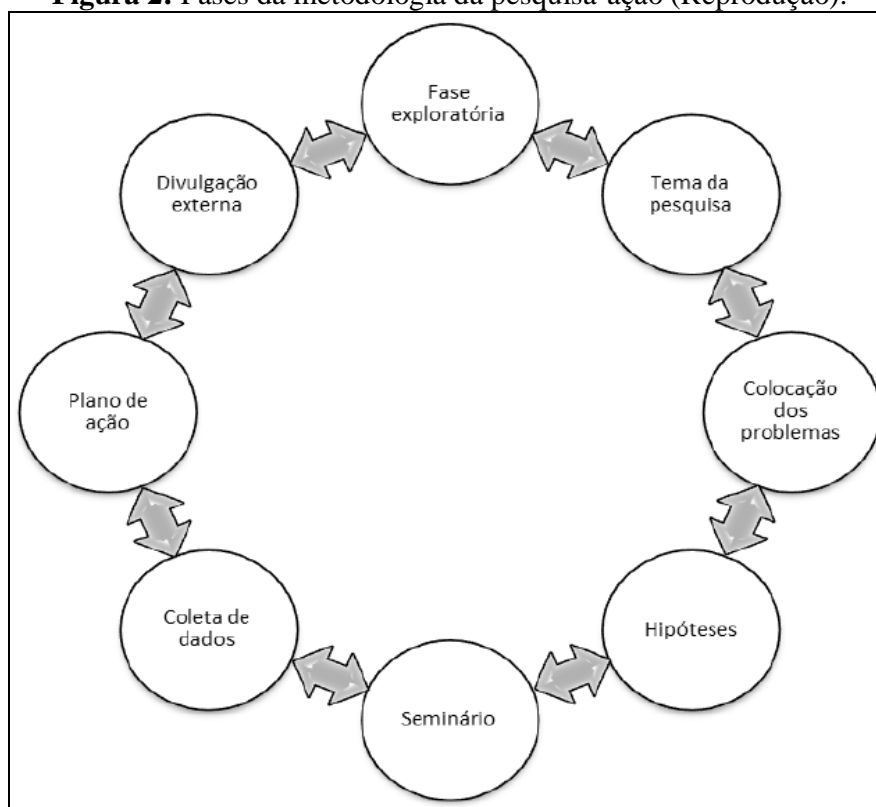 Figura 2: Fases da metodologia da pesquisa-ação (Reprodução).
Fase
exploratória
Tema da
pesquisa
Colocação
dos
problemas
Hipóteses
Seminário
Coleta de
dados
Plano de
ação
Divulgação
externa